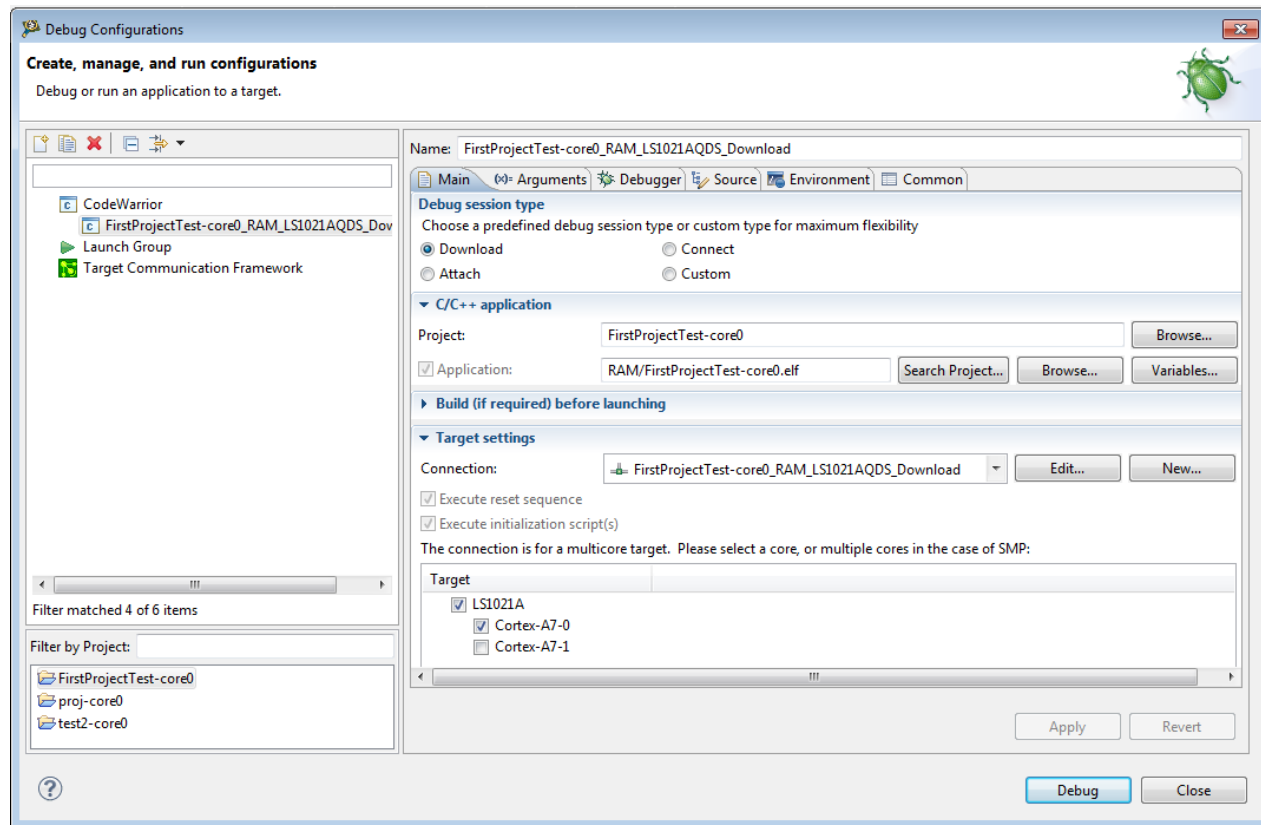 Debug Configurations
Create, manage, and run configurations
Debug or run an application to a target.
CodeWarrior
FirstProjectTest-core0_RAM_LS1021AQDS_Dov
Launch Group
Target Communication Framework
Filter matched 4 of 6 items
Filter by Project:
FirstProjectTest-core0
proj-core0
test2-core0
Name: FirstProjectTest-core0_RAM_LS1021AQDS_Download
Main (x)= Arguments Debugger Source Environment Common
Debug session type
Choose a predefined debug session type or custom type for maximum flexibility
Download Connect
Attach Custom
C/C++ application
Project: FirstProjectTest-core0 Browse...
Application: RAM/FirstProjectTest-core0.elf Search Project... Browse... Variables...
Build (if required) before launching
Target settings
Connection: FirstProjectTest-core0_RAM_LS1021AQDS_Download Edit... New...
Execute reset sequence
Execute initialization script(s)
The connection is for a multicore target. Please select a core, or multiple cores in the case of SMP:
Target
LS1021A
Cortex-A7-0
Cortex-A7-1
Apply Revert
? Debug Close